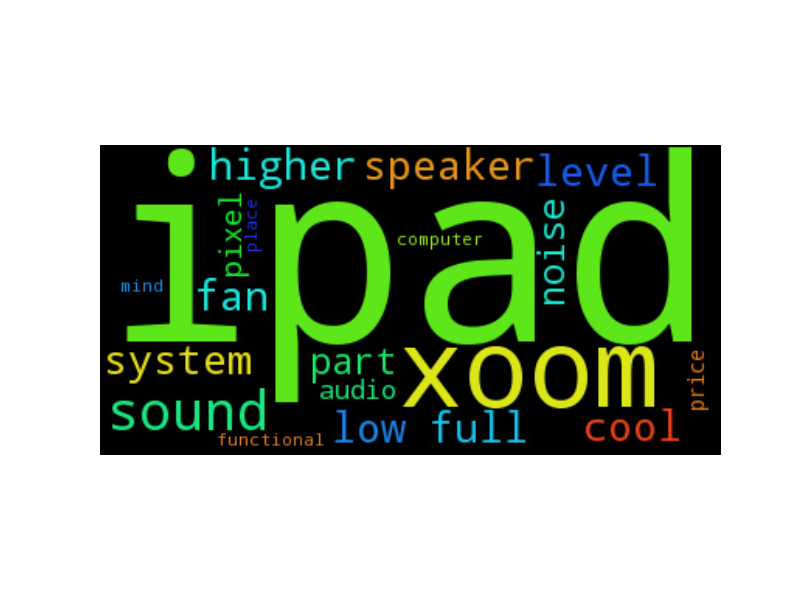 higher speaker level
ipad
pixel
place
computer
noise
mind
fan
system
part
xoom
price
audio
sound
low full cool
functional